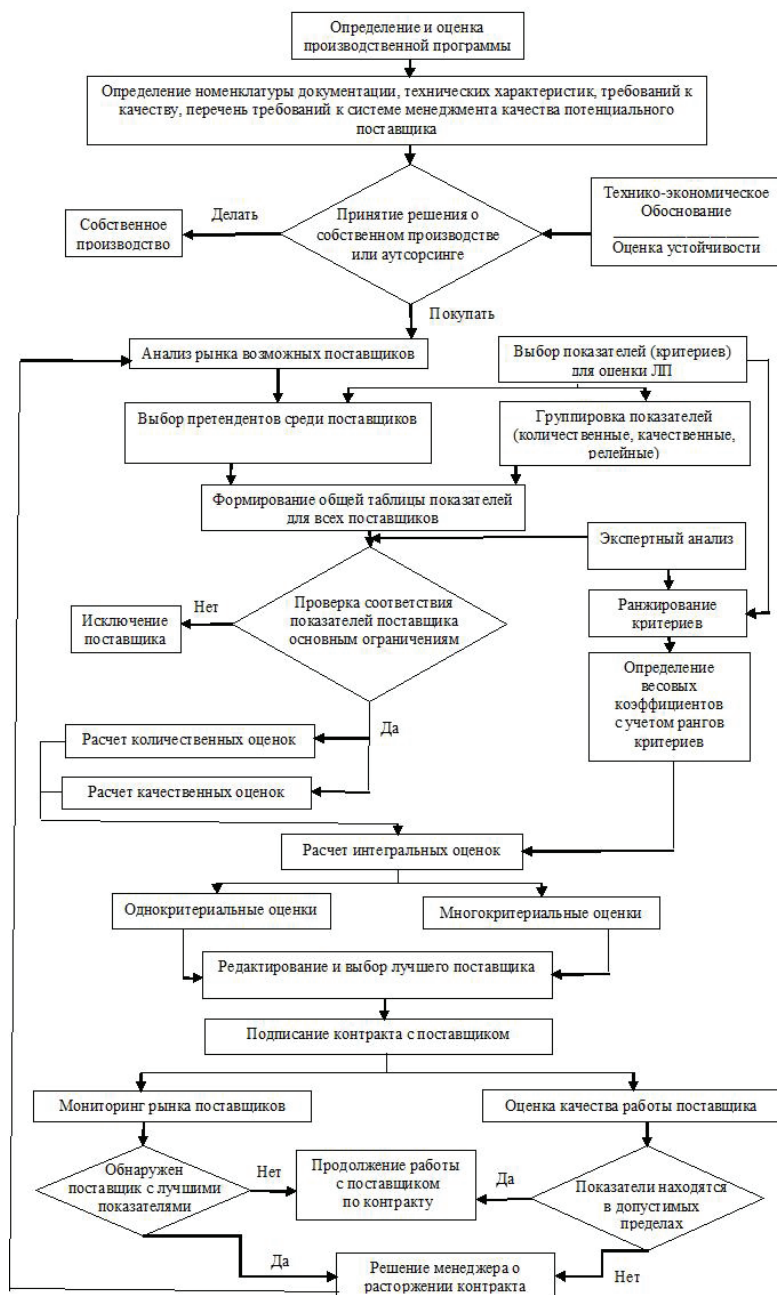 Определение и оценка
производственной программы
Определение номенклатуры документации, технических характеристик, требований к
качеству, перечень требований к системе менеджмента качества потенциального
поставщика
Принятие решения о
собственном производстве
или аутсорсинге
Делать
Собственное
производство
Технико-экономическое
Обоснование
Оценка устойчивости
Покупать
Анализ рынка возможных поставщиков
Выбор показателей (критериев)
для оценки ЛП
Выбор претендентов среди поставщиков
Группировка показателей
(количественные, качественные,
релейные)
Формирование общей таблицы показателей
для всех поставщиков
Экспертный анализ
Проверка соответствия
показателей поставщика
основным ограничениям
Нет
Исключение
поставщика
Ранжирование
критериев
Определение
весовых
коэффициентов
с учетом рангов
критериев
Да
Расчет количественных оценок
Расчет качественных оценок
Расчет интегральных оценок
Однокритериальные оценки
Многокритериальные оценки
Редактирование и выбор лучшего поставщика
Подписание контракта с поставщиком
Мониторинг рынка поставщиков
Оценка качества работы поставщика
Обнаружен
поставщик с лучшими
показателями
Нет
Продолжение работы
с поставщиком
по контракту
Да
Показатели находятся
в допустимых
пределах
Да
Решение менеджера о
расторжении контракта
Нет